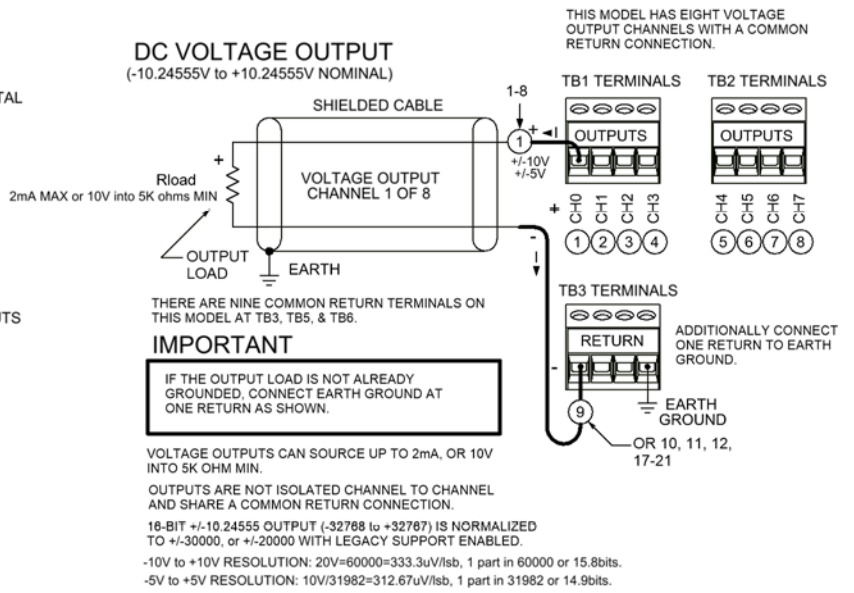 THIS MODEL HAS EIGHT VOLTAGE
OUTPUT CHANNELS WITH A COMMON
RETURN CONNECTION.
DC VOLTAGE OUTPUT
(-10.24555V to +10.24555V NOMINAL)
TAL
SHIELDED CABLE
1-8
TB1 TERMINALS
TB2 TERMINALS
OUTPUTS
OUTPUTS
1
+
I
+/-10V
+/-5V
+
Rload
2mA MAX or 10V into 5K ohms MIN
VOLTAGE OUTPUT
CHANNEL 1 OF 8
+
CH0
CH1
CH2
CH3
CH4
CH5
CH6
CH7
1
2
3
4
5
6
7
8
-
I
OUTPUT
LOAD
EARTH
TB3 TERMINALS
THERE ARE NINE COMMON RETURN TERMINALS ON
THIS MODEL AT TB3, TB5, & TB6.
UTS
RETURN
ADDITIONALLY CONNECT
ONE RETURN TO EARTH
GROUND.
IMPORTANT
IF THE OUTPUT LOAD IS NOT ALREADY
GROUNDED, CONNECT EARTH GROUND AT
ONE RETURN AS SHOWN.
-
9
EARTH
GROUND
OR 10, 11, 12,
17-21
VOLTAGE OUTPUTS CAN SOURCE UP TO 2mA, OR 10V
INTO 5K OHM MIN.
OUTPUTS ARE NOT ISOLATED CHANNEL TO CHANNEL
AND SHARE A COMMON RETURN CONNECTION.
16-BIT +/-10.24555 OUTPUT (-32768 to +32767) IS NORMALIZED
TO +/-30000, or +/-20000 WITH LEGACY SUPPORT ENABLED.
-10V to +10V RESOLUTION: 20V=60000=333.3uV/lsb, 1 part in 60000 or 15.8bits.
-5V to +5V RESOLUTION: 10V/31982=312.67uV/lsb, 1 part in 31982 or 14.9bits.